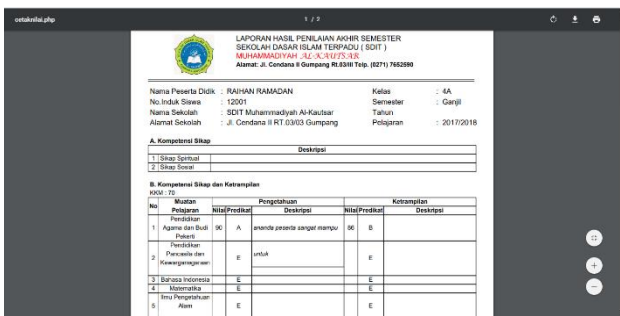 cetaknilai.php
1 / 2
LAPORAN HASIL PENILAIAN AKHIR SEMESTER
SEKOLAH DASAR ISLAM TERPADU ( SDIT )
MUHAMMADIYAH AL-KAUTSAR
Alamat: Jl. Cendana II Gumpang Rt.03/III Telp. (0271) 7652690
Nama Peserta Didik : RAIHAN RAMADAN Kelas : 4A
No.Induk Siswa : 12001 Semester : Ganjil
Nama Sekolah : SDIT Muhammadiyah Al-Kautsar Tahun
Alamat Sekolah : Jl. Cendana II RT.03/03 Gumpang Pelajaran : 2017/2018
A. Kompetensi Sikap
Deskripsi
1 Sikap Spiritual
2 Sikap Sosial
B. Kompetensi Sikap dan Ketrampilan
KKM : 70
No Muatan Pelajaran Pengetahuan Ketrampilan
Nilai Predikat Deskripsi Nilai Predikat Deskripsi
1 Pendidikan Agama dan Budi Pekerti 90 A ananda peserta sangat mampu 86 B
2 Pendidikan Pancasila dan Kewarganegaraan E untuk E
3 Bahasa Indonesia E E
4 Matematika E E
5 Ilmu Pengetahuan Alam E E